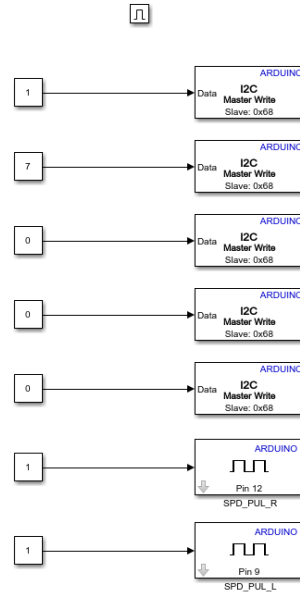 ARDUINO
1
Data
I2C
Master Write
Slave: 0x68
ARDUINO
7
Data
I2C
Master Write
Slave: 0x68
ARDUINO
0
Data
I2C
Master Write
Slave: 0x68
ARDUINO
0
Data
I2C
Master Write
Slave: 0x68
ARDUINO
0
Data
I2C
Master Write
Slave: 0x68
ARDUINO
1
Pin 12
SPD_PUL_R
ARDUINO
1
Pin 9
SPD_PUL_L